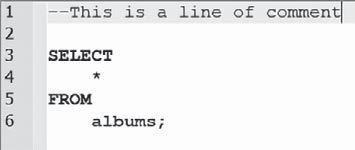 1 --This is a line of comment
2
3 SELECT
4     *
5 FROM
6     albums;